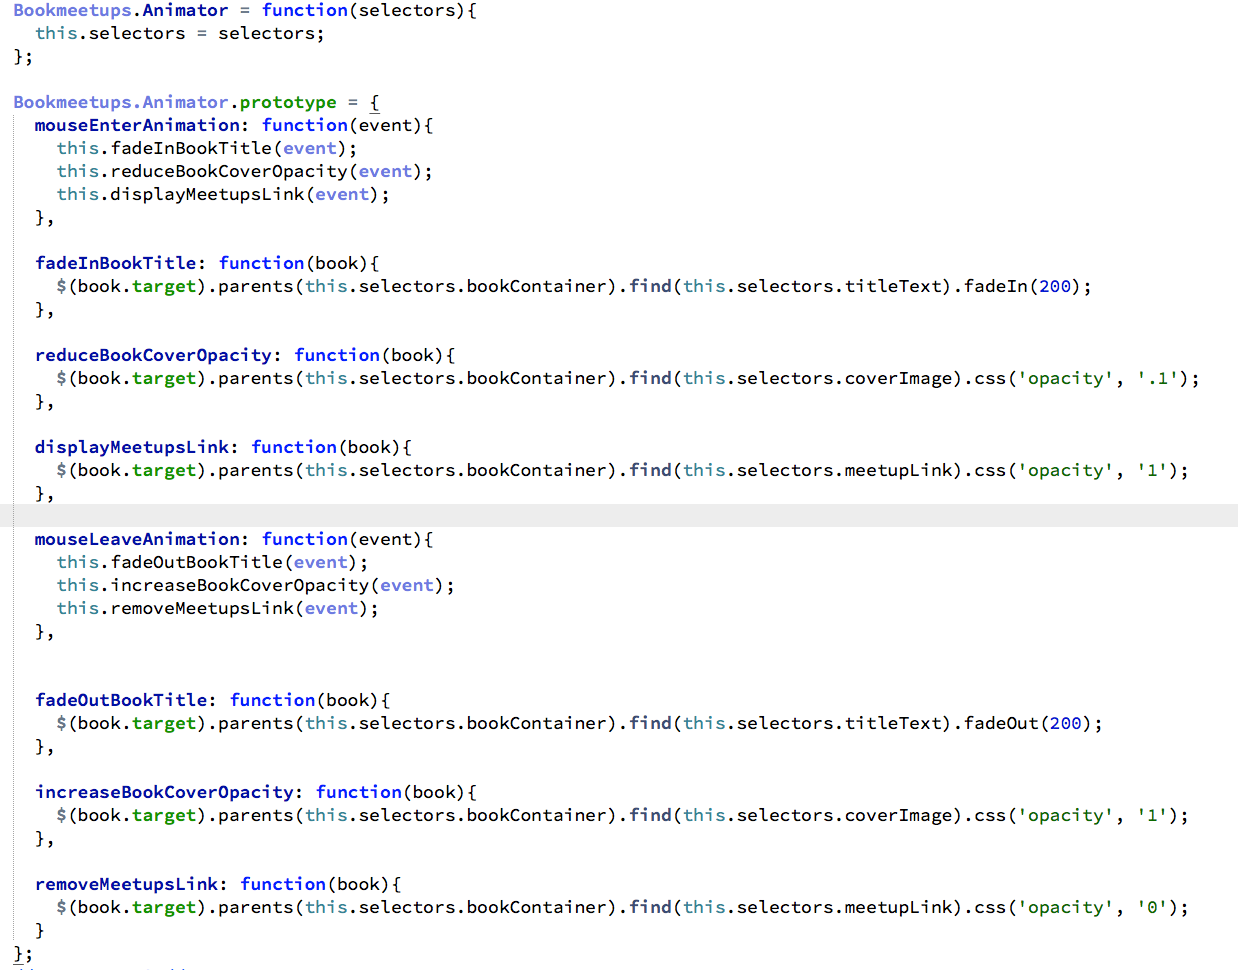 Bookmeetups.Animator = function(selectors){
  this.selectors = selectors;
};

Bookmeetups.Animator.prototype = {
  mouseEnterAnimation: function(event){
    this.fadeInBookTitle(event);
    this.reduceBookCoverOpacity(event);
    this.displayMeetupsLink(event);
  },

  fadeInBookTitle: function(book){
    $(book.target).parents(this.selectors.bookContainer).find(this.selectors.titleText).fadeIn(200);
  },

  reduceBookCoverOpacity: function(book){
    $(book.target).parents(this.selectors.bookContainer).find(this.selectors.coverImage).css('opacity', '.1');
  },

  displayMeetupsLink: function(book){
    $(book.target).parents(this.selectors.bookContainer).find(this.selectors.meetupLink).css('opacity', '1');
  },

  mouseLeaveAnimation: function(event){
    this.fadeOutBookTitle(event);
    this.increaseBookCoverOpacity(event);
    this.removeMeetupsLink(event);
  },


  fadeOutBookTitle: function(book){
    $(book.target).parents(this.selectors.bookContainer).find(this.selectors.titleText).fadeOut(200);
  },

  increaseBookCoverOpacity: function(book){
    $(book.target).parents(this.selectors.bookContainer).find(this.selectors.coverImage).css('opacity', '1');
  },

  removeMeetupsLink: function(book){
    $(book.target).parents(this.selectors.bookContainer).find(this.selectors.meetupLink).css('opacity', '0');
  }
};